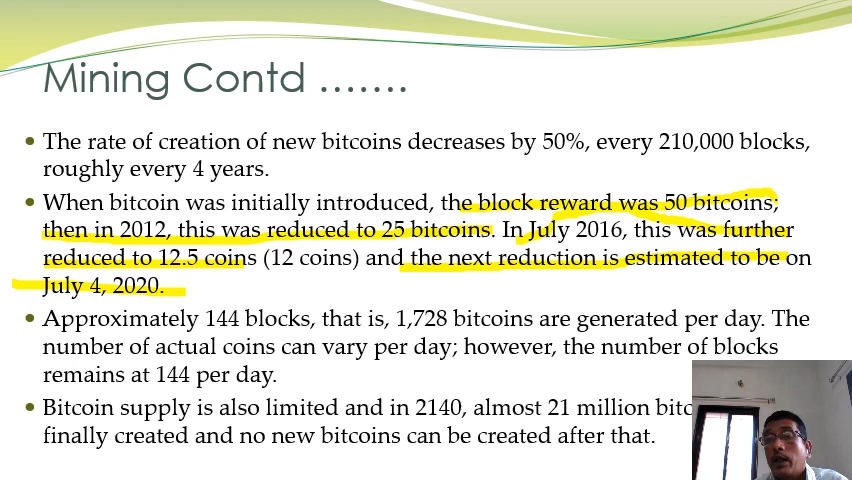 Mining Contd …….
• The rate of creation of new bitcoins decreases by 50%, every 210,000 blocks,
roughly every 4 years.
• When bitcoin was initially introduced, the block reward was 50 bitcoins;
then in 2012, this was reduced to 25 bitcoins. In July 2016, this was further
reduced to 12.5 coins (12 coins) and the next reduction is estimated to be on
July 4, 2020.
• Approximately 144 blocks, that is, 1,728 bitcoins are generated per day. The
number of actual coins can vary per day; however, the number of blocks
remains at 144 per day.
• Bitcoin supply is also limited and in 2140, almost 21 million
finally created and no new bitcoins can be created after that.